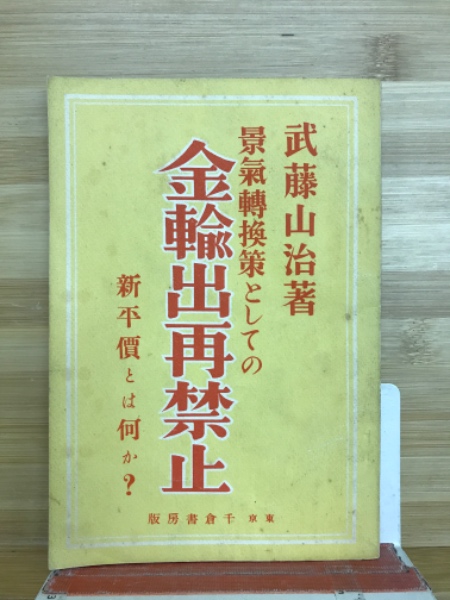 武藤山治著
景氣轉換策としての
金輸出再禁止
新平價とは何か?
東京 千倉書房版